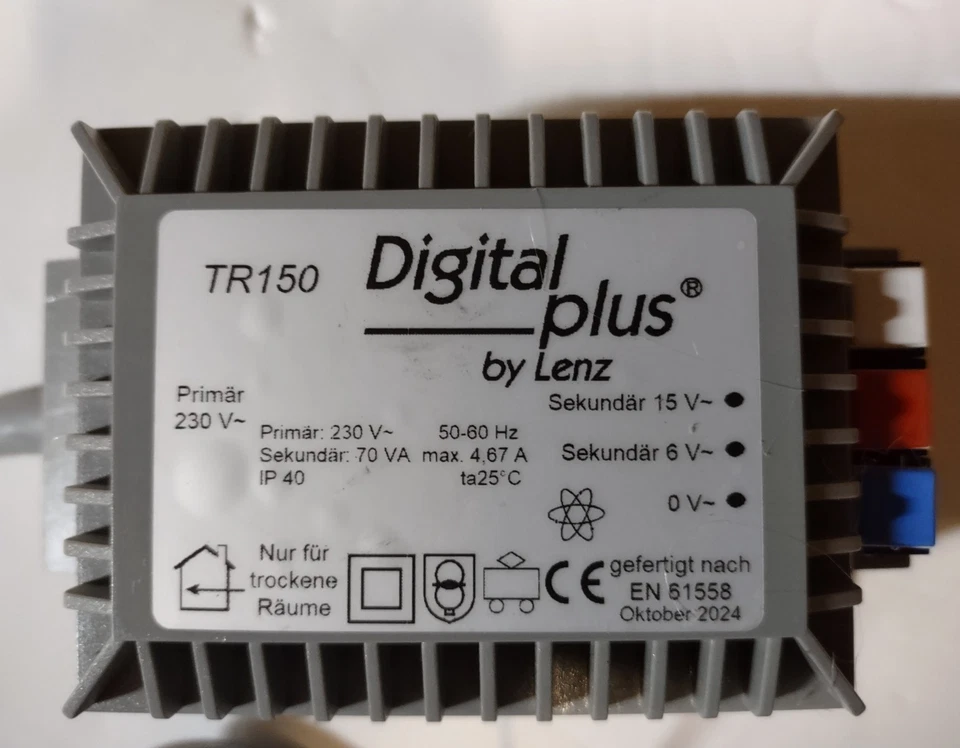 TR150
Digital
plus®
by Lenz
Primär
230 V~
Primär: 230 V~ 50-60 Hz
Sekundär: 70 VA max. 4,67 A
IP 40 ta25°C
Sekundär 15 V~
Sekundär 6 V~
0 V~
Nur für
trockene
Räume
CE
gefertigt nach
EN 61558
Oktober 2024